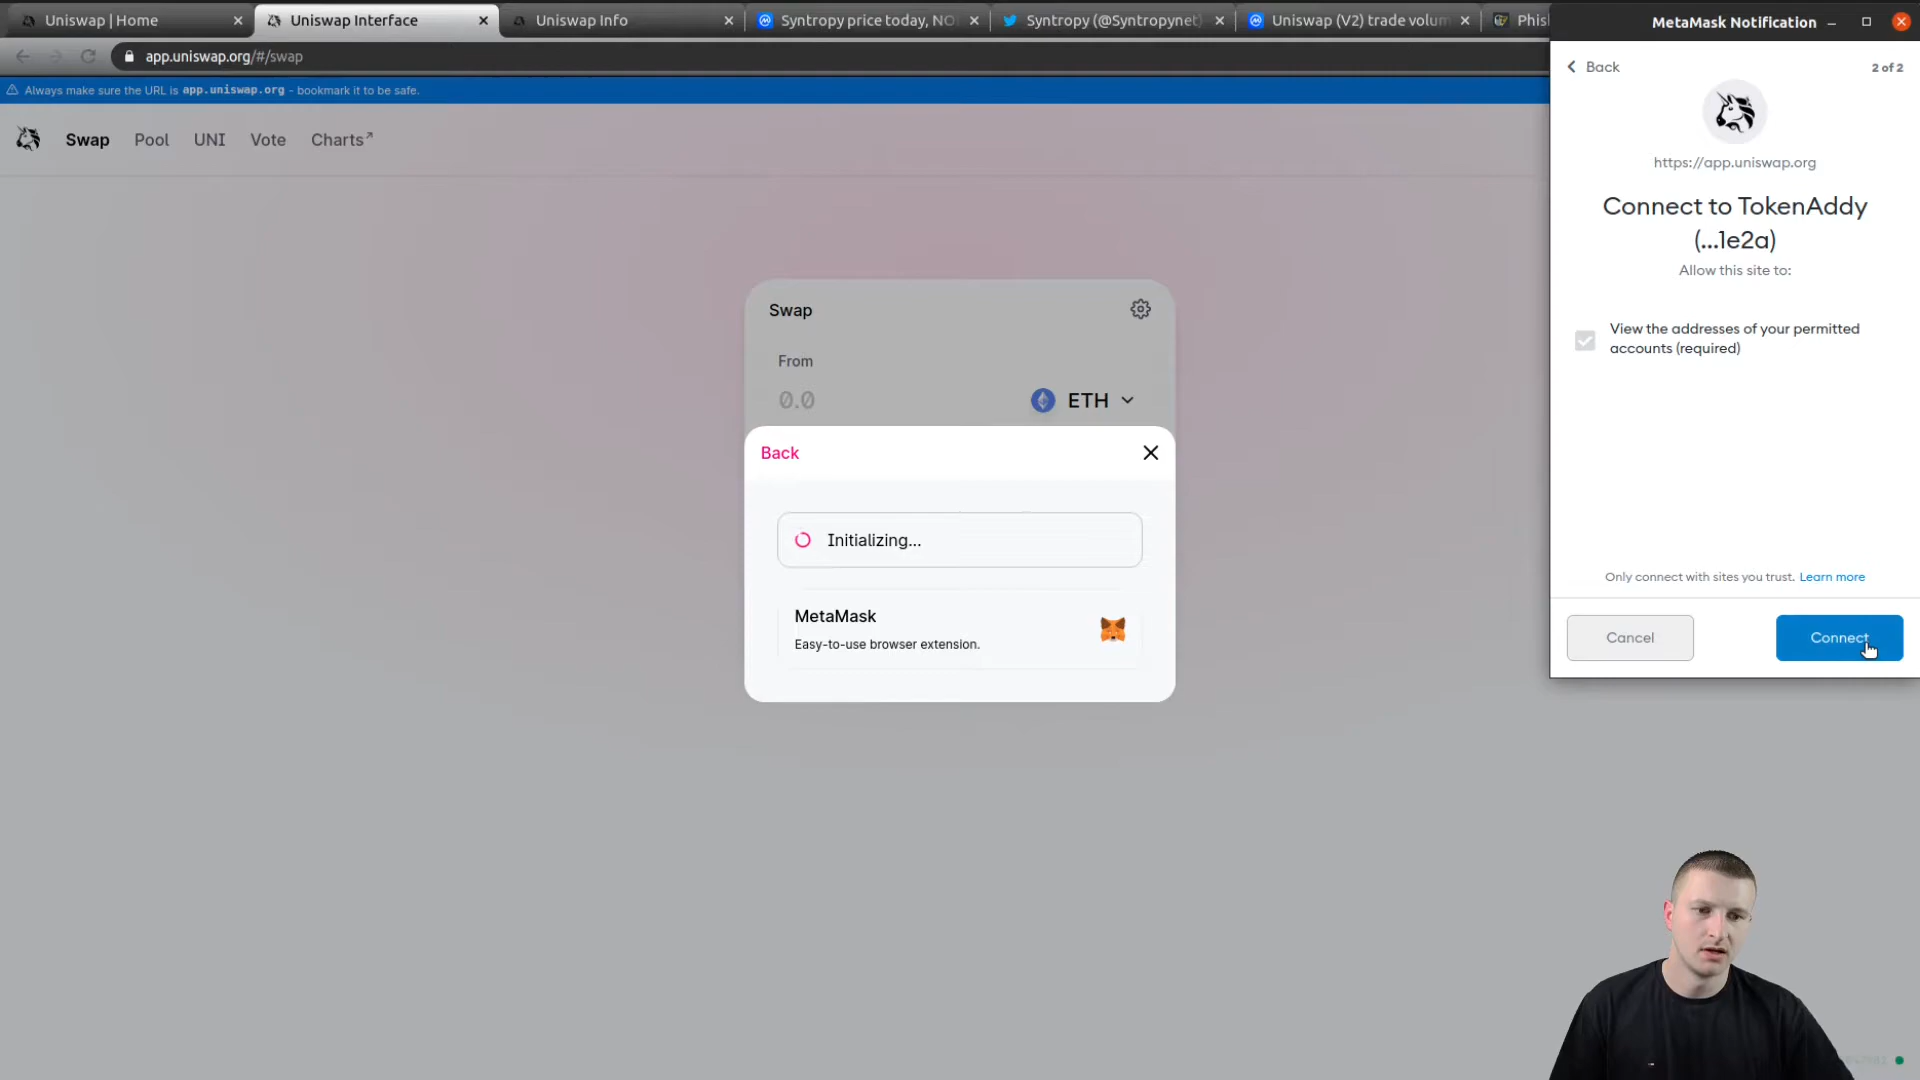 Uniswap | Home
Uniswap Interface
Uniswap Info
Syntropy price today, NO
Syntropy (@Syntropynet)
Uniswap (V2) trade volum
Phis
MetaMask Notification
app.uniswap.org/#/swap
Always make sure the URL is app.uniswap.org - bookmark it to be safe.
Swap
Pool
UNI
Vote
Charts↗
Swap
From
0.0
ETH
Back
Initializing...
MetaMask
Easy-to-use browser extension.
Back
2 of 2
https://app.uniswap.org
Connect to TokenAddy
(...1e2a)
Allow this site to:
View the addresses of your permitted
accounts (required)
Only connect with sites you trust. Learn more
Cancel
Connect